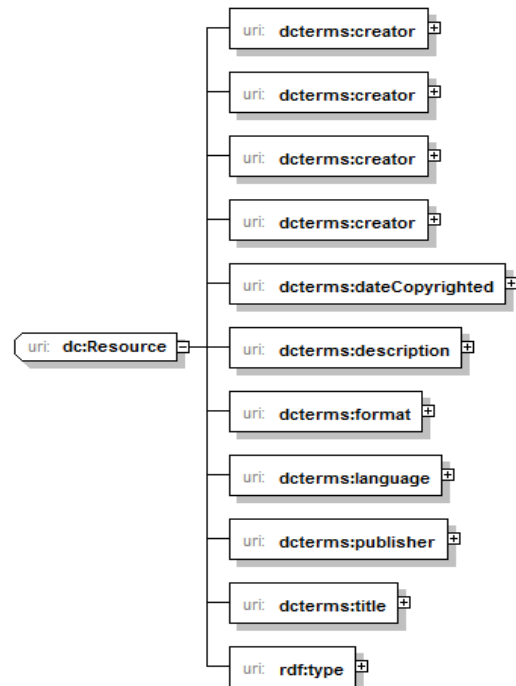 uri: dcterms:creator
uri: dcterms:creator
uri: dcterms:creator
uri: dcterms:creator
uri: dcterms:dateCopyrighted
uri: dc:Resource
uri: dcterms:description
uri: dcterms:format
uri: dcterms:language
uri: dcterms:publisher
uri: dcterms:title
uri: rdf:type